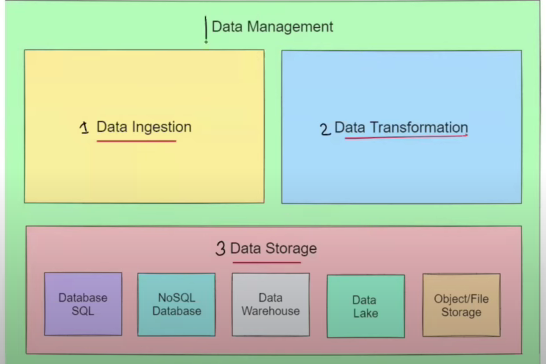 ! Data Management
1 Data Ingestion
2 Data Transformation
3 Data Storage
Database
SQL
NoSQL
Database
Data
Warehouse
Data
Lake
Object/File
Storage